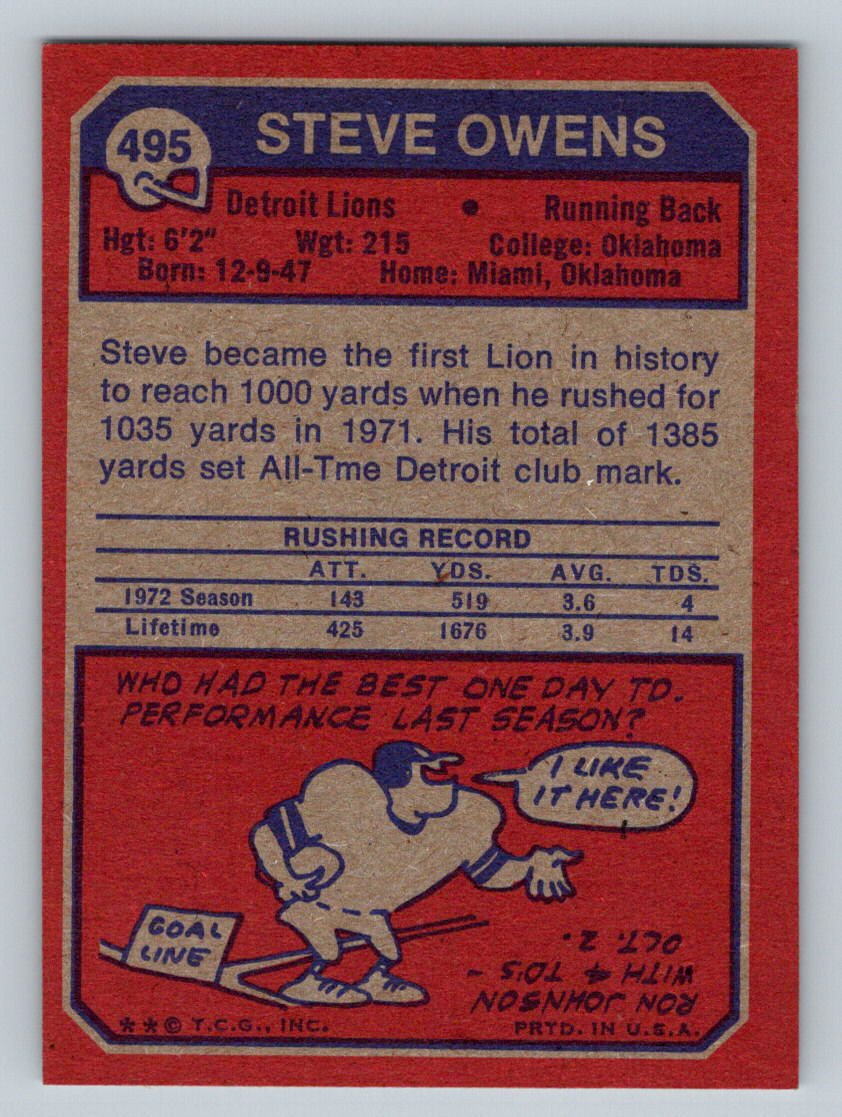 495
STEVE OWENS
Detroit Lions • Running Back
Hgt: 6'2" Wgt: 215 College: Oklahoma
Born: 12-9-47 Home: Miami, Oklahoma
Steve became the first Lion in history
to reach 1000 yards when he rushed for
1035 yards in 1971. His total of 1385
yards set All-Tme Detroit club mark.
RUSHING RECORD
ATT. YDS. AVG. TDS.
1972 Season 143 519 3.6 4
Lifetime 425 1676 3.9 14
WHO HAD THE BEST ONE DAY TD.
PERFORMANCE LAST SEASON?
I LIKE
IT HERE!
GOAL
LINE
RON JOHNSON
WITH 4 TD'S -
OCT. 2.
**© T.C.G., INC. PRTD. IN U.S.A.